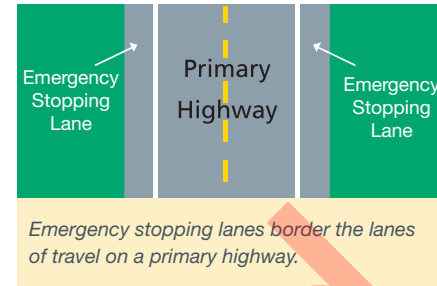 Primary
Highway
Emergency
Stopping
Lane
Emergency
Stopping
Lane
Emergency stopping lanes border the lanes
of travel on a primary highway.